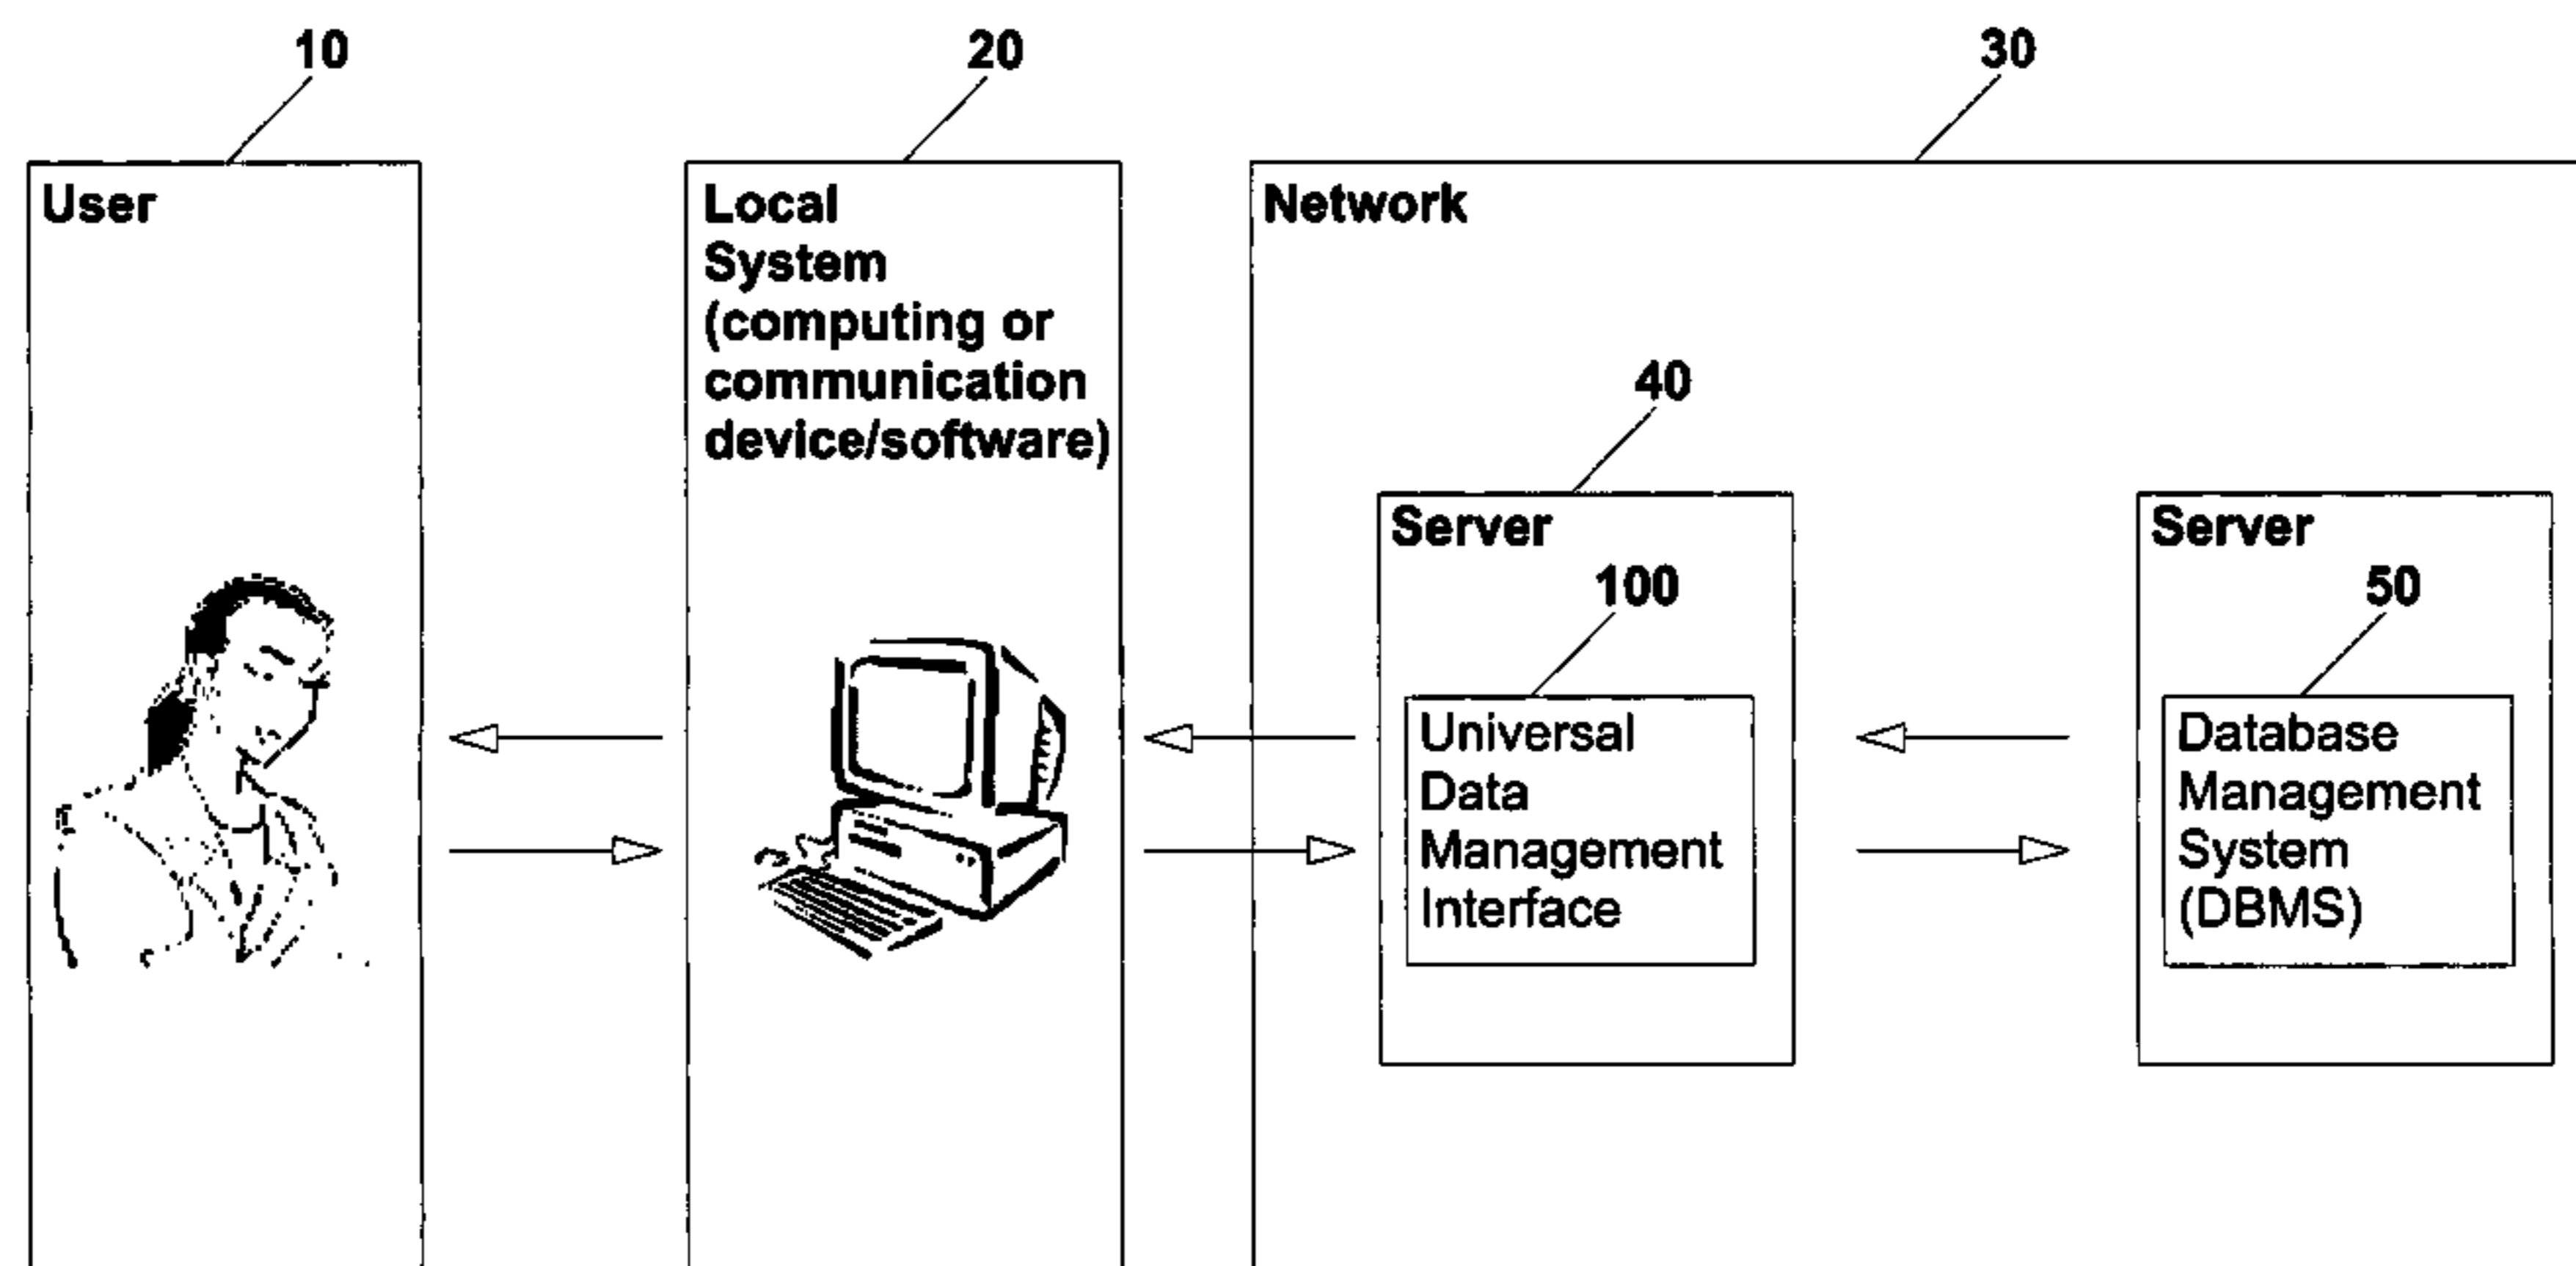 10
20
30
User
Local
System
(computing or
communication
device/software)
Network
40
Server
100
Universal
Data
Management
Interface
Server
50
Database
Management
System
(DBMS)